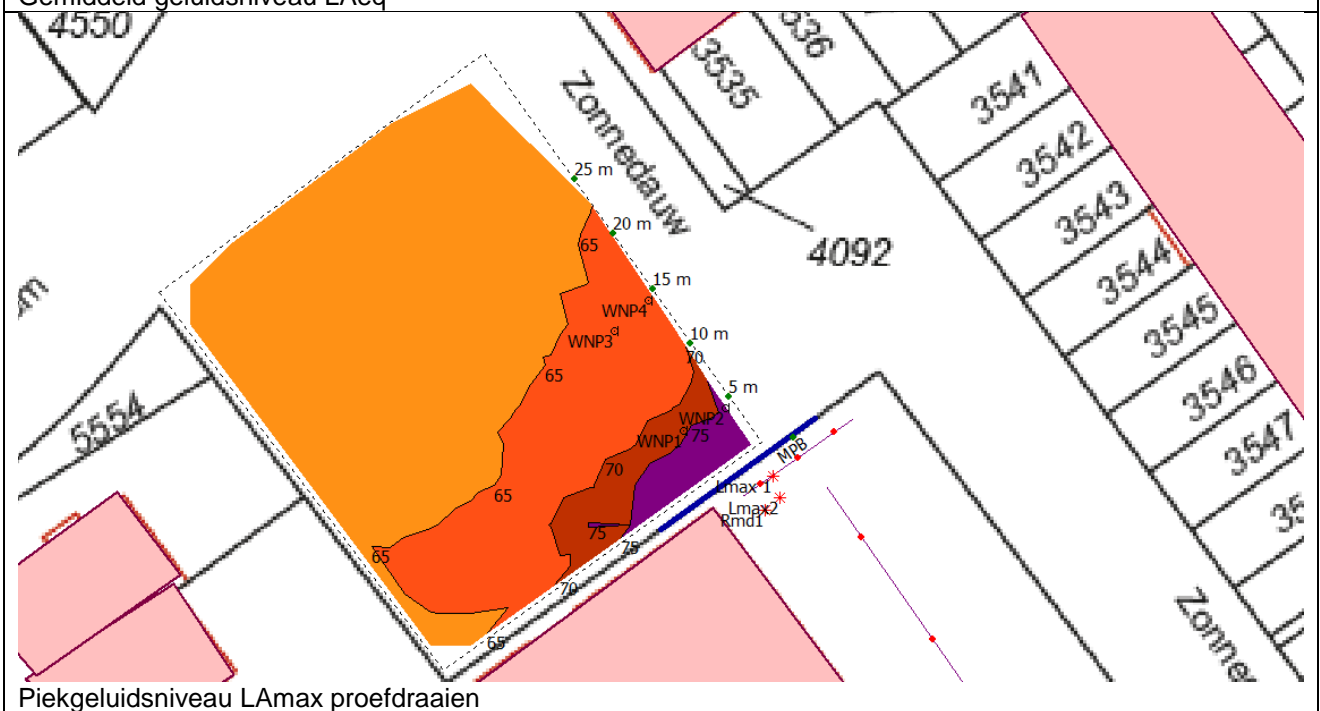 Gemiddeld geluidsniveau LAeq
4550
Zonnedauw
3535
536
3541
3542
3543
3544
3545
3546
3547
35
4092
25 m
20 m
15 m
10 m
5 m
65
WNP4
WNP3
65
70
WNP2
75
WNP1
70
65
75
75
70
65
65
MPB
Lmax 1
Lmax2
Rmd1
5554
m
Zonne
Piekgeluidsniveau LAmax proefdraaien